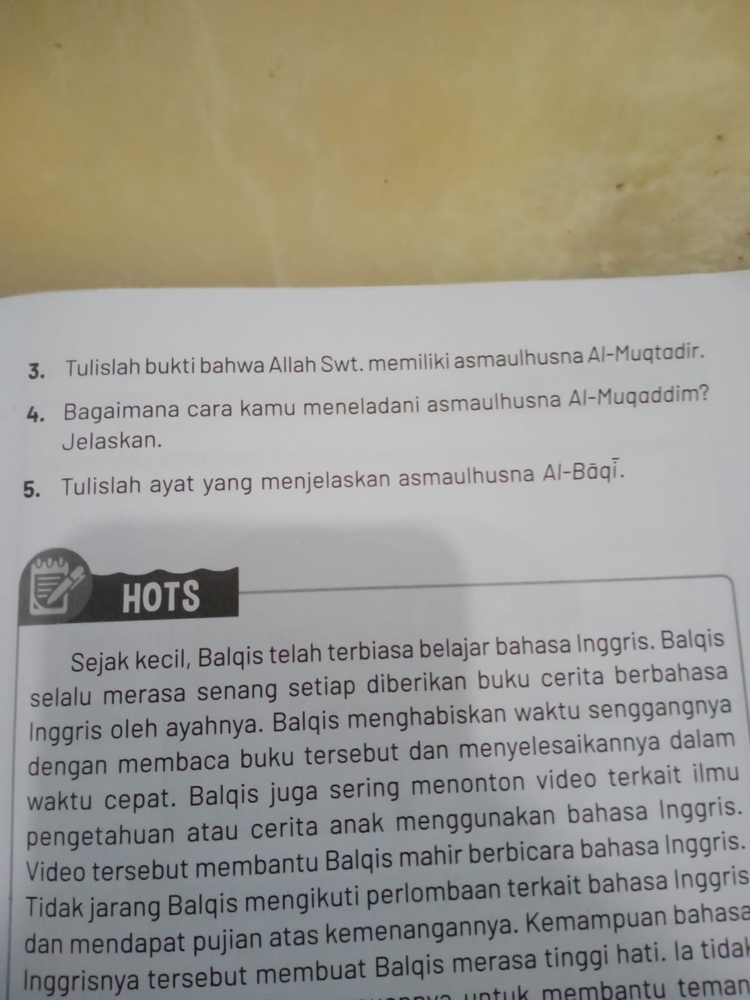 3. Tulislah bukti bahwa Allah Swt. memiliki asmaulhusna Al-Muqtadir.
4. Bagaimana cara kamu meneladani asmaulhusna Al-Muqaddim?
Jelaskan.
5. Tulislah ayat yang menjelaskan asmaulhusna Al-Bāqī.
HOTS
Sejak kecil, Balqis telah terbiasa belajar bahasa Inggris. Balqis
selalu merasa senang setiap diberikan buku cerita berbahasa
Inggris oleh ayahnya. Balqis menghabiskan waktu senggangnya
dengan membaca buku tersebut dan menyelesaikannya dalam
waktu cepat. Balqis juga sering menonton video terkait ilmu
pengetahuan atau cerita anak menggunakan bahasa Inggris.
Video tersebut membantu Balqis mahir berbicara bahasa Inggris.
Tidak jarang Balqis mengikuti perlombaan terkait bahasa Inggris
dan mendapat pujian atas kemenangannya. Kemampuan bahasa
Inggrisnya tersebut membuat Balqis merasa tinggi hati. Ia tidak
untuk membantu teman